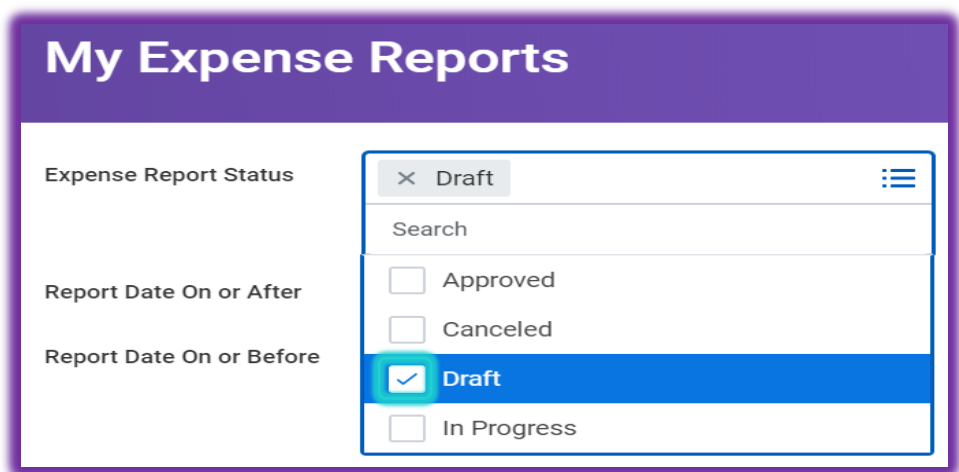 My Expense Reports
Expense Report Status
× Draft
Search
Approved
Report Date On or After
Canceled
Report Date On or Before
Draft
In Progress